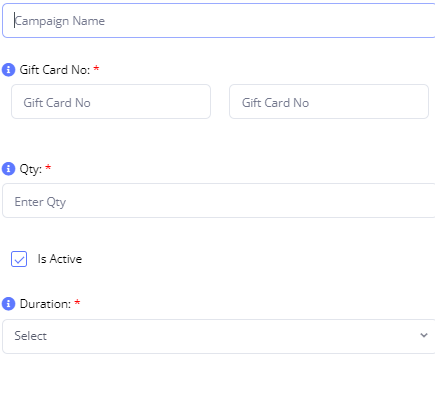 Campaign Name
Gift Card No: *
Gift Card No Gift Card No
Qty: *
Enter Qty
Is Active
Duration: *
Select